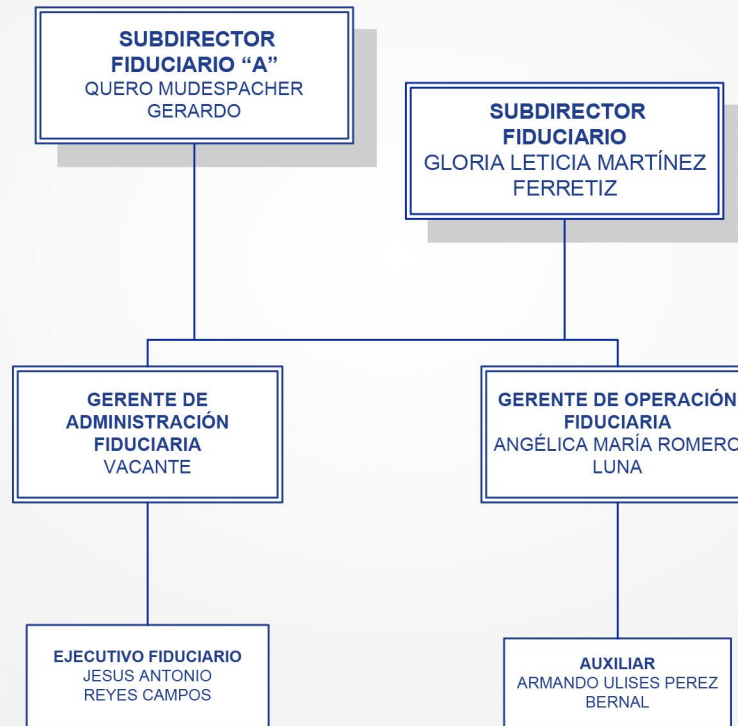 SUBDIRECTOR
FIDUCIARIO “A”
QUERO MUDESPACHER
GERARDO
SUBDIRECTOR
FIDUCIARIO
GLORIA LETICIA MARTÍNEZ
FERRETIZ
GERENTE DE
ADMINISTRACIÓN
FIDUCIARIA
VACANTE
GERENTE DE OPERACIÓN
FIDUCIARIA
ANGÉLICA MARÍA ROMERO
LUNA
EJECUTIVO FIDUCIARIO
JESUS ANTONIO
REYES CAMPOS
AUXILIAR
ARMANDO ULISES PEREZ
BERNAL